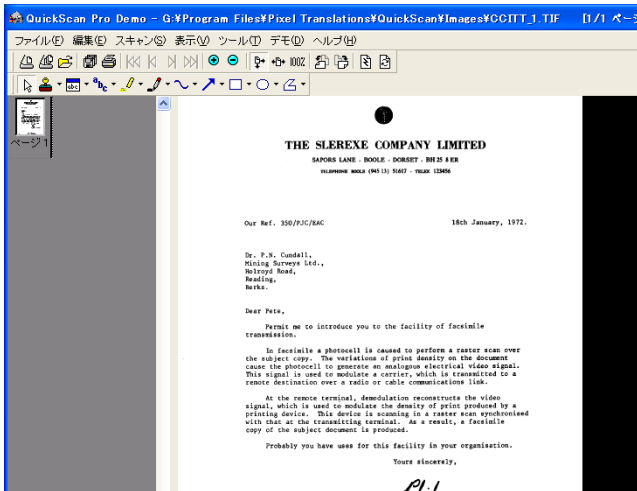 QuickScan Pro Demo - G:¥Program Files¥Pixel Translations¥QuickScan¥Images¥CCITT_1.TIF [1/1 ペー
ファイル(F) 編集(E) スキャン(S) 表示(V) ツール(T) デモ(D) ヘルプ(H)
100%
abc
abc
ページ 1
THE SLEREXE COMPANY LIMITED
SAPORS LANE - BOOLE - DORSET - BH 25 8 ER
TELEPHONE BOOLE (945 13) 51617 - TELEX 123456
Our Ref. 350/PJC/EAC 18th January, 1972.
Dr. P.N. Cundall,
Mining Surveys Ltd.,
Holroyd Road,
Reading,
Berks.
Dear Pete,
Permit me to introduce you to the facility of facsimile
transmission.
In facsimile a photocell is caused to perform a raster scan over
the subject copy. The variations of print density on the document
cause the photocell to generate an analogous electrical video signal.
This signal is used to modulate a carrier, which is transmitted to a
remote destination over a radio or cable communications link.
At the remote terminal, demodulation reconstructs the video
signal, which is used to modulate the density of print produced by a
printing device. This device is scanning in a raster scan synchronised
with that at the transmitting terminal. As a result, a facsimile
copy of the subject document is produced.
Probably you have uses for this facility in your organisation.
Yours sincerely,
Phil